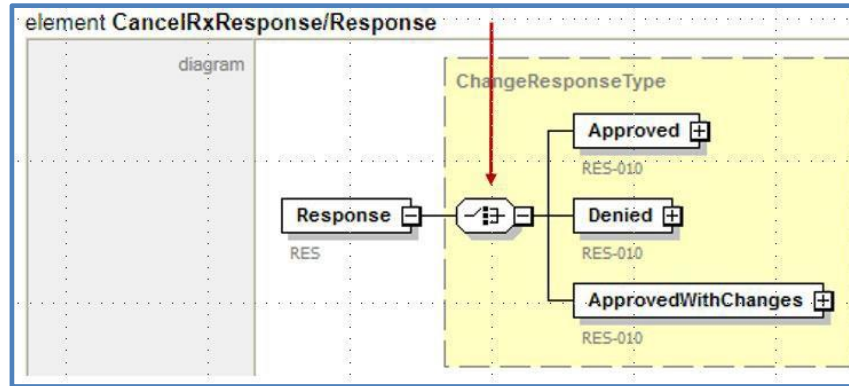 element CancelRxResponse/Response
diagram
ChangeResponseType
Approved
RES-010
Response
RES
Denied
RES-010
ApprovedWithChanges
RES-010